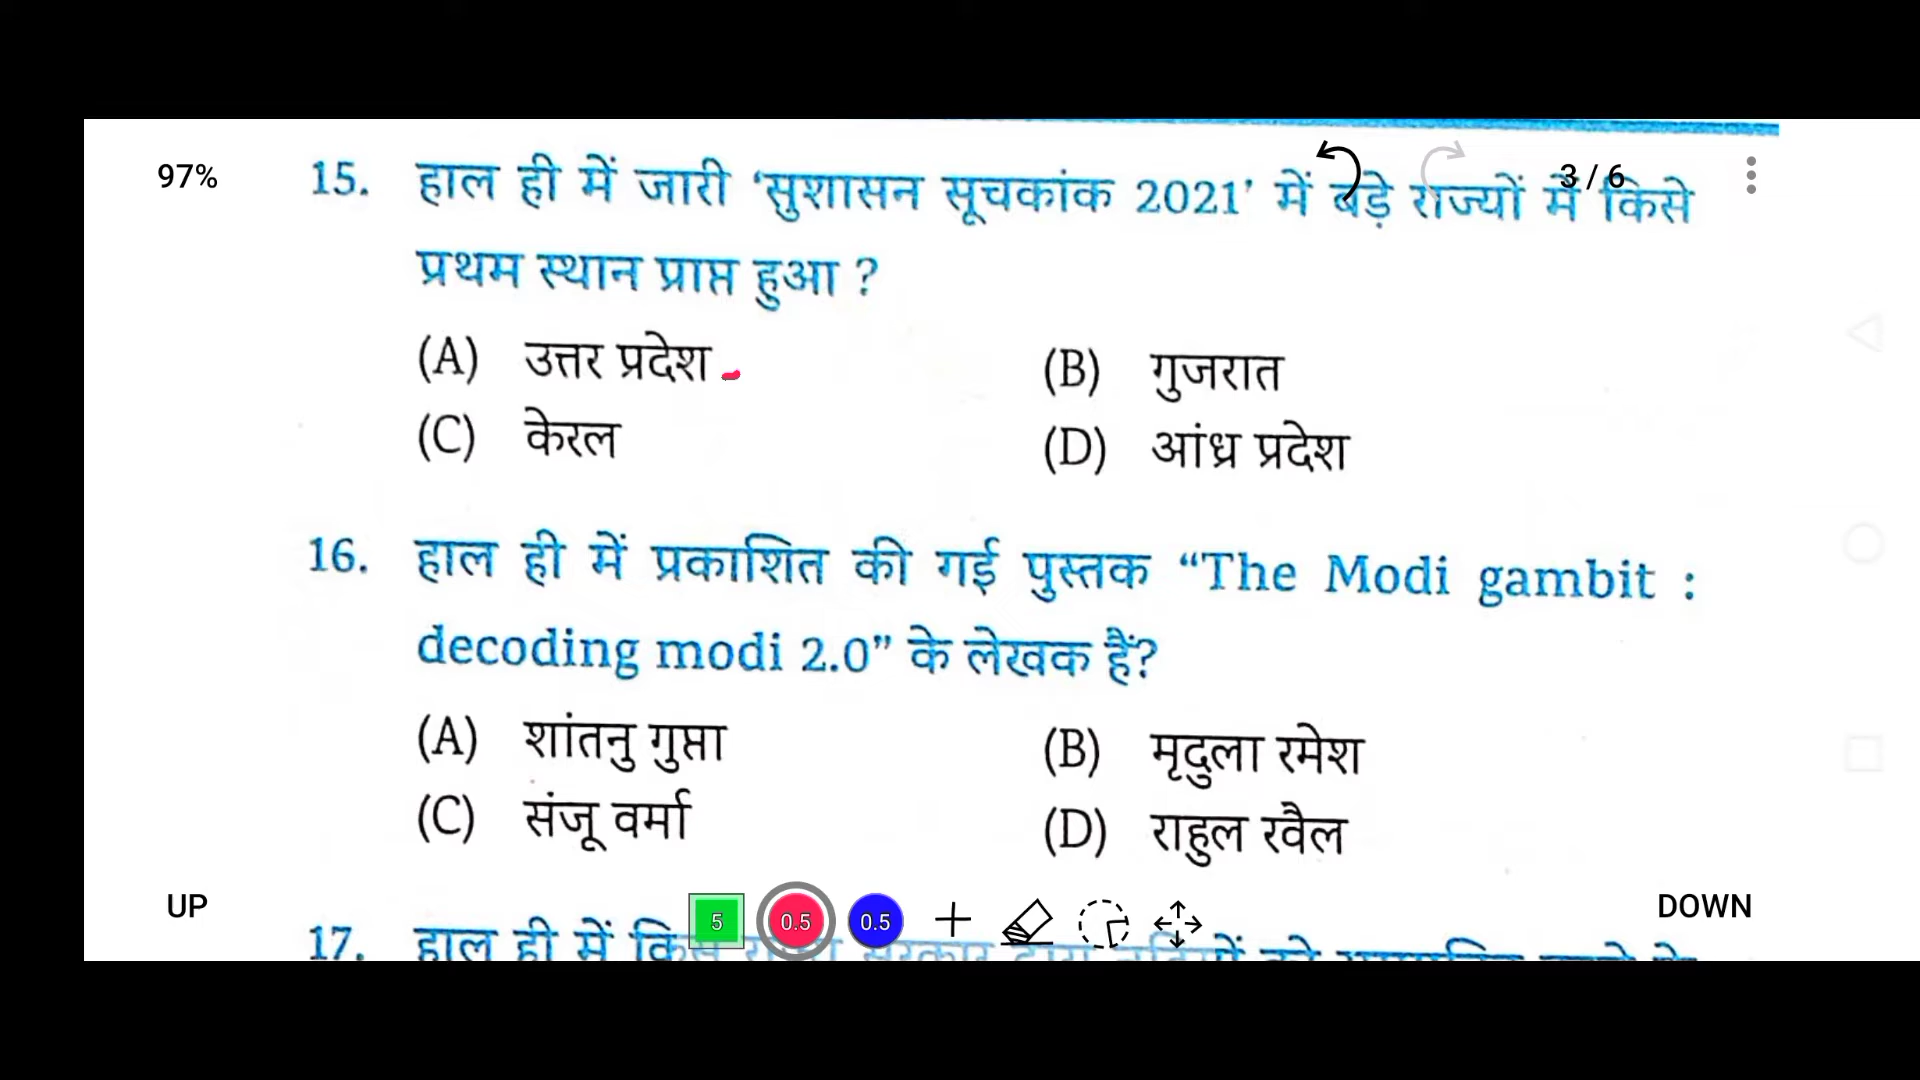 97%
3 / 6
15. हाल ही में जारी ‘सुशासन सूचकांक 2021’ में बड़े राज्यों में किसे
प्रथम स्थान प्राप्त हुआ ?
(A) उत्तर प्रदेश (B) गुजरात
(C) केरल (D) आंध्र प्रदेश
16. हाल ही में प्रकाशित की गई पुस्तक “The Modi gambit :
decoding modi 2.0” के लेखक हैं?
(A) शांतनु गुप्ता (B) मृदुला रमेश
(C) संजू वर्मा (D) राहुल रवैल
UP 5 0.5 0.5 DOWN
17. हाल ही में